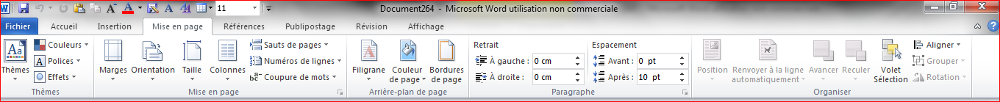 11
Document264 - Microsoft Word utilisation non commerciale
Fichier Accueil Insertion Mise en page Références Publipostage Révision Affichage
Couleurs Sauts de pages Retrait Espacement Aligner
Polices Numéros de lignes À gauche : 0 cm Avant : 0 pt Grouper
Thèmes Effets Marges Orientation Taille Colonnes Coupure de mots Filigrane Couleur de page Bordures de page À droite : 0 cm Après : 10 pt Position Renvoyer à la ligne automatiquement Avancer Reculer Volet Sélection Rotation
Thèmes Mise en page Arrière-plan de page Paragraphe Organiser